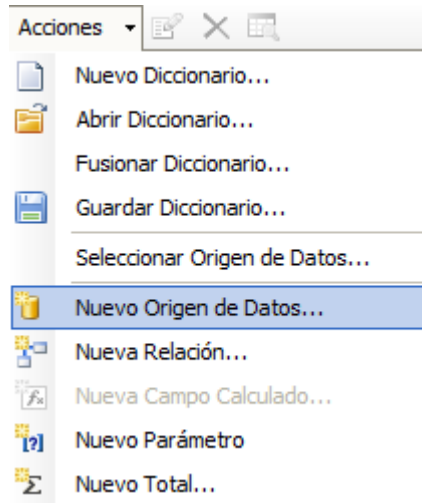 Acciones
Nuevo Diccionario...
Abrir Diccionario...
Fusionar Diccionario...
Guardar Diccionario...
Seleccionar Origen de Datos...
Nuevo Origen de Datos...
Nueva Relación...
fx Nueva Campo Calculado...
[?] Nuevo Parámetro
Σ Nuevo Total...